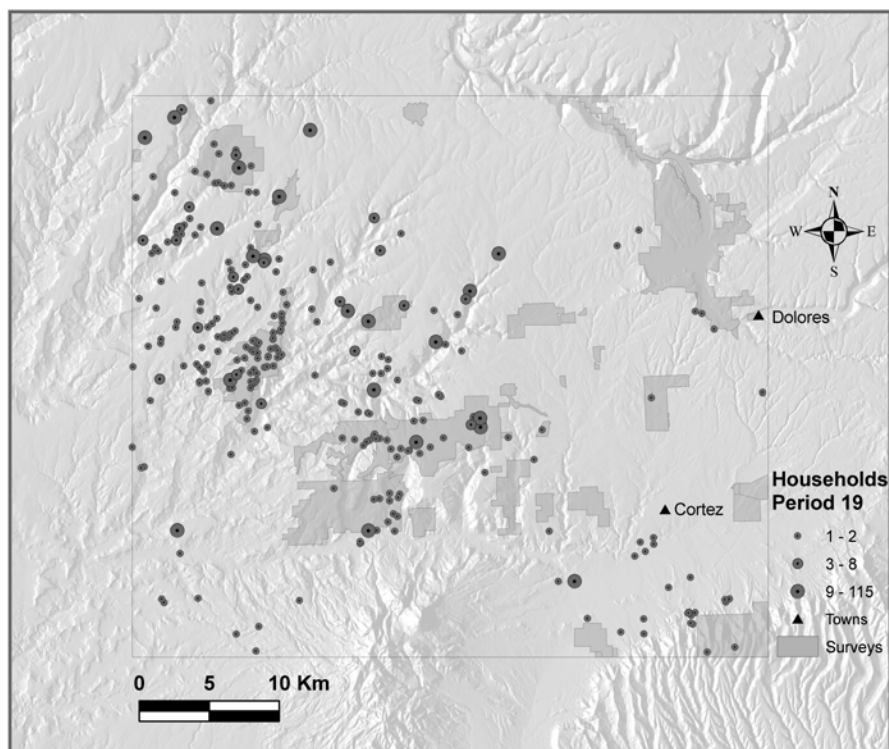 N
W E
S
Dolores
Households
Period 19
Cortez
1 - 2
3 - 8
9 - 115
Towns
Surveys
0 5 10 Km